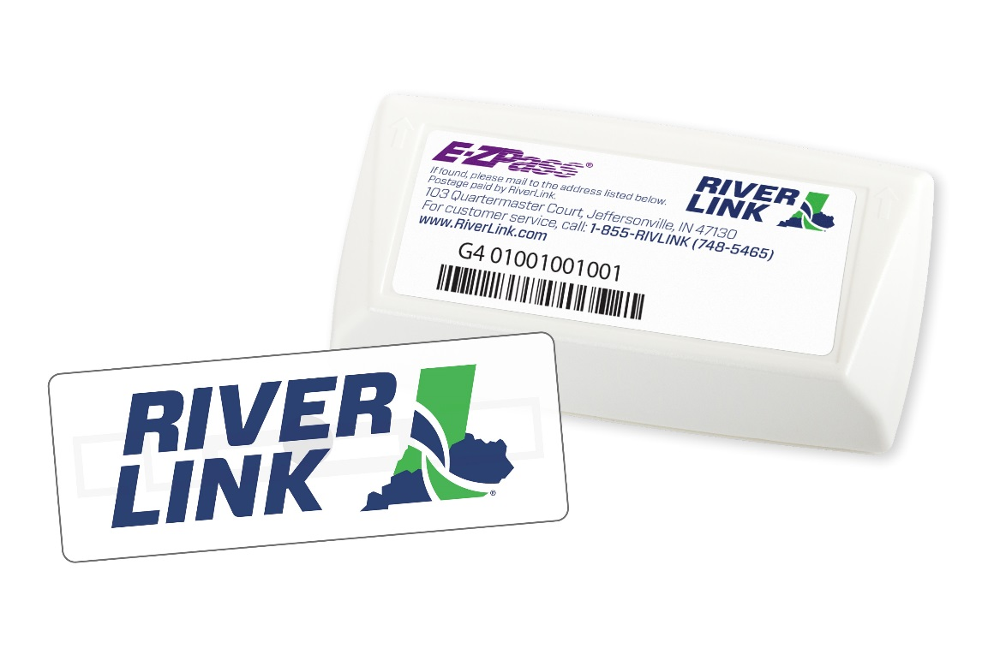 E-ZPass®
If found, please mail to the address listed below.
Postage paid by RiverLink.
103 Quartermaster Court, Jeffersonville, IN 47130
For customer service, call: 1-855-RIVLINK (748-5465)
www.RiverLink.com
G4 01001001001
RIVER
LINK
RIVER
LINK
®